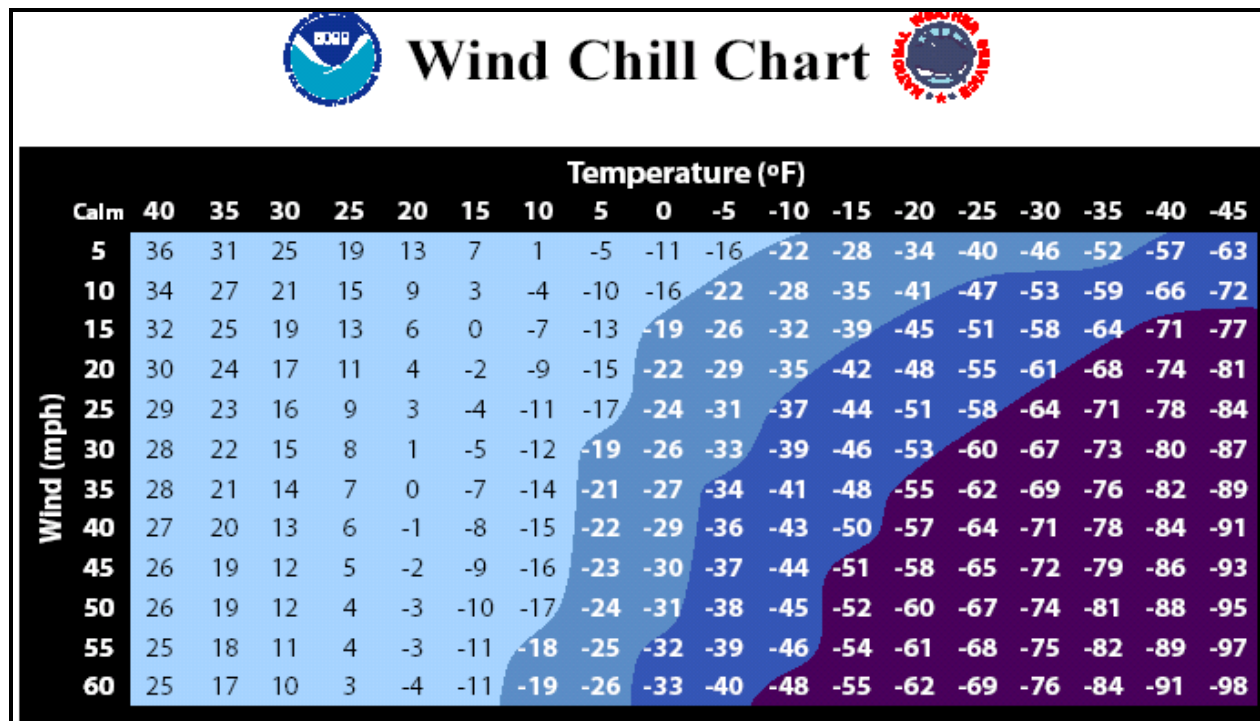 Wind Chill Chart
NATIONAL WEATHER SERVICE
Temperature (ºF)
Calm 40 35 30 25 20 15 10 5 0 -5 -10 -15 -20 -25 -30 -35 -40 -45
Wind (mph)
5 36 31 25 19 13 7 1 -5 -11 -16 -22 -28 -34 -40 -46 -52 -57 -63
10 34 27 21 15 9 3 -4 -10 -16 -22 -28 -35 -41 -47 -53 -59 -66 -72
15 32 25 19 13 6 0 -7 -13 -19 -26 -32 -39 -45 -51 -58 -64 -71 -77
20 30 24 17 11 4 -2 -9 -15 -22 -29 -35 -42 -48 -55 -61 -68 -74 -81
25 29 23 16 9 3 -4 -11 -17 -24 -31 -37 -44 -51 -58 -64 -71 -78 -84
30 28 22 15 8 1 -5 -12 -19 -26 -33 -39 -46 -53 -60 -67 -73 -80 -87
35 28 21 14 7 0 -7 -14 -21 -27 -34 -41 -48 -55 -62 -69 -76 -82 -89
40 27 20 13 6 -1 -8 -15 -22 -29 -36 -43 -50 -57 -64 -71 -78 -84 -91
45 26 19 12 5 -2 -9 -16 -23 -30 -37 -44 -51 -58 -65 -72 -79 -86 -93
50 26 19 12 4 -3 -10 -17 -24 -31 -38 -45 -52 -60 -67 -74 -81 -88 -95
55 25 18 11 4 -3 -11 -18 -25 -32 -39 -46 -54 -61 -68 -75 -82 -89 -97
60 25 17 10 3 -4 -11 -19 -26 -33 -40 -48 -55 -62 -69 -76 -84 -91 -98